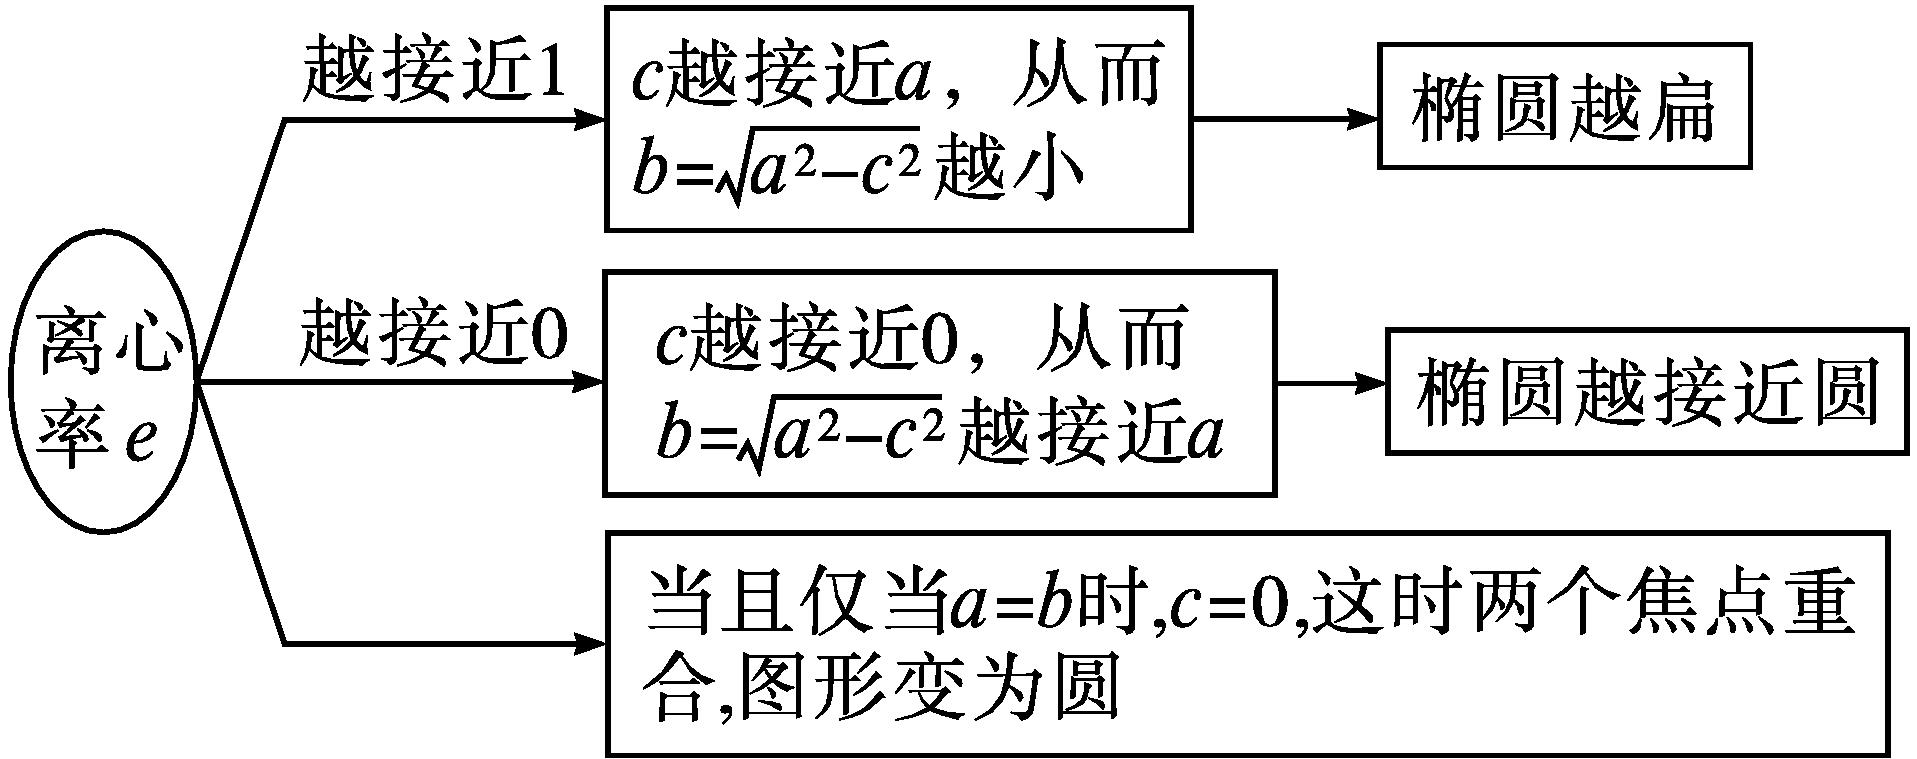 离心
率e
越接近1
c越接近a，从而
b=√a²−c²越小
椭圆越扁
越接近0
c越接近0，从而
b=√a²−c²越接近a
椭圆越接近圆
当且仅当a=b时,c=0,这时两个焦点重
合,图形变为圆